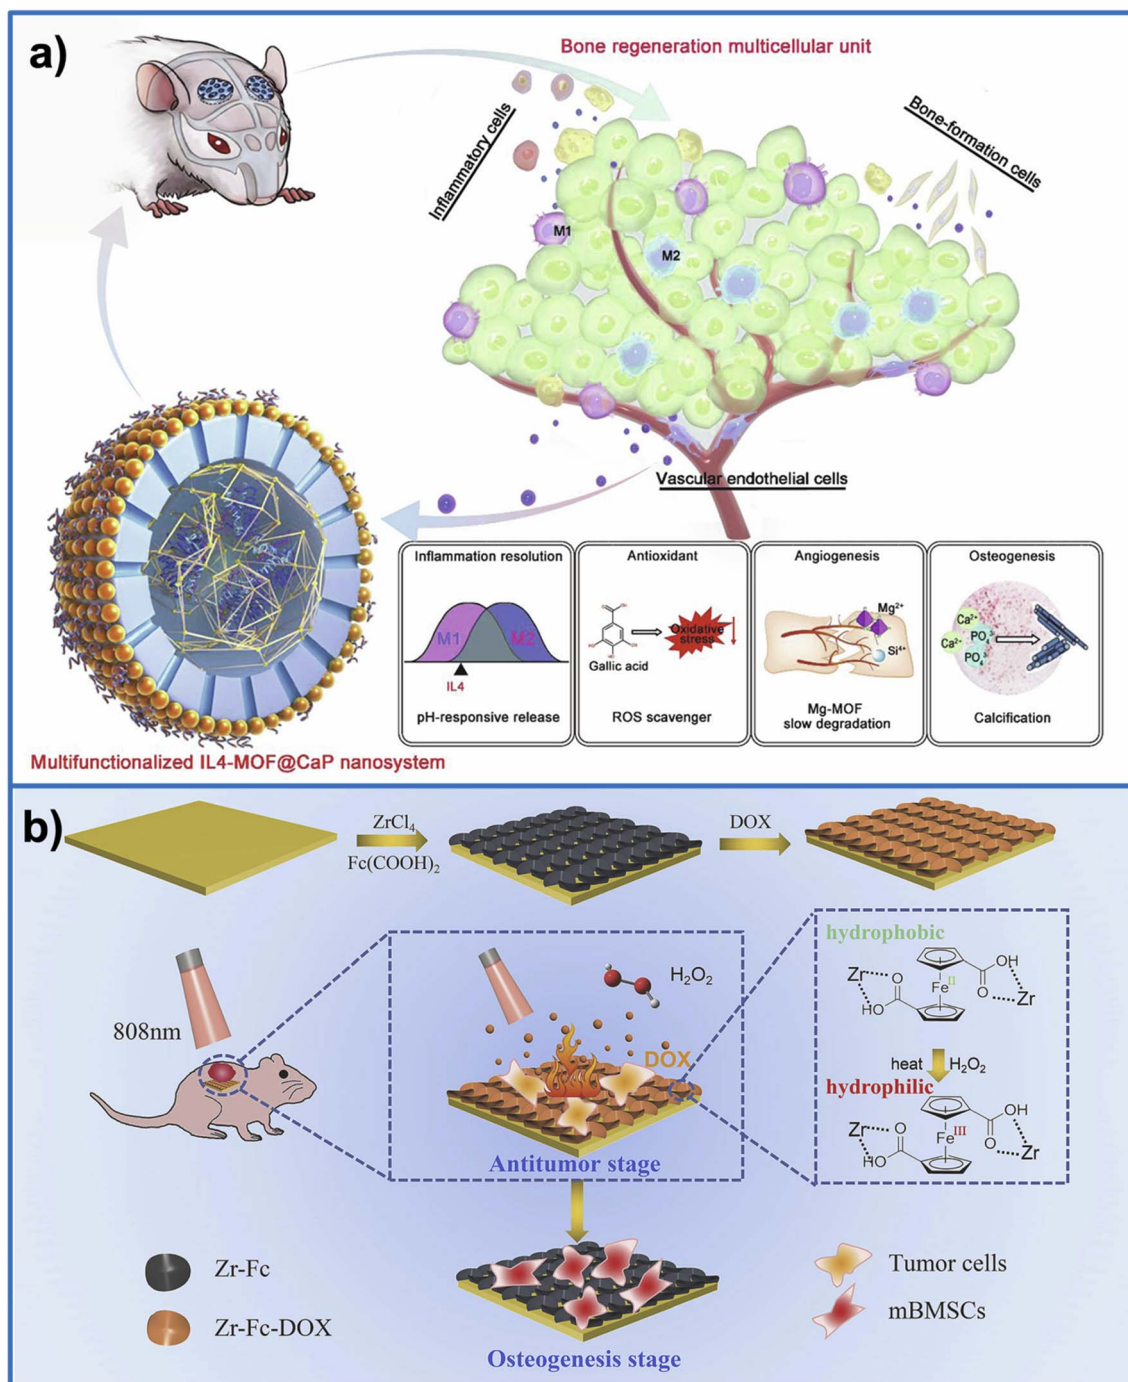 a)
Bone regeneration multicellular unit
Inflammatory cells
Bone-formation cells
M1
M2
Vascular endothelial cells
Inflammation resolution
M1
M2
IL4
pH-responsive release
Antioxidant
Gallic acid
Oxidative
stress
ROS scavenger
Angiogenesis
Mg²⁺
Si⁴⁺
Mg-MOF
slow degradation
Osteogenesis
Ca²⁺
Ca²⁺
PO₄³⁻
PO₄³⁻
Calcification
Multifunctionalized IL4-MOF@CaP nanosystem
b)
ZrCl₄
Fc(COOH)₂
DOX
808nm
H₂O₂
DOX
Antitumor stage
hydrophobic
Zr
O
OH
Fe II
HO
O
Zr
heat
H₂O₂
hydrophilic
Zr
O
OH
Fe III
HO
O
Zr
Zr-Fc
Zr-Fc-DOX
Tumor cells
mBMSCs
Osteogenesis stage